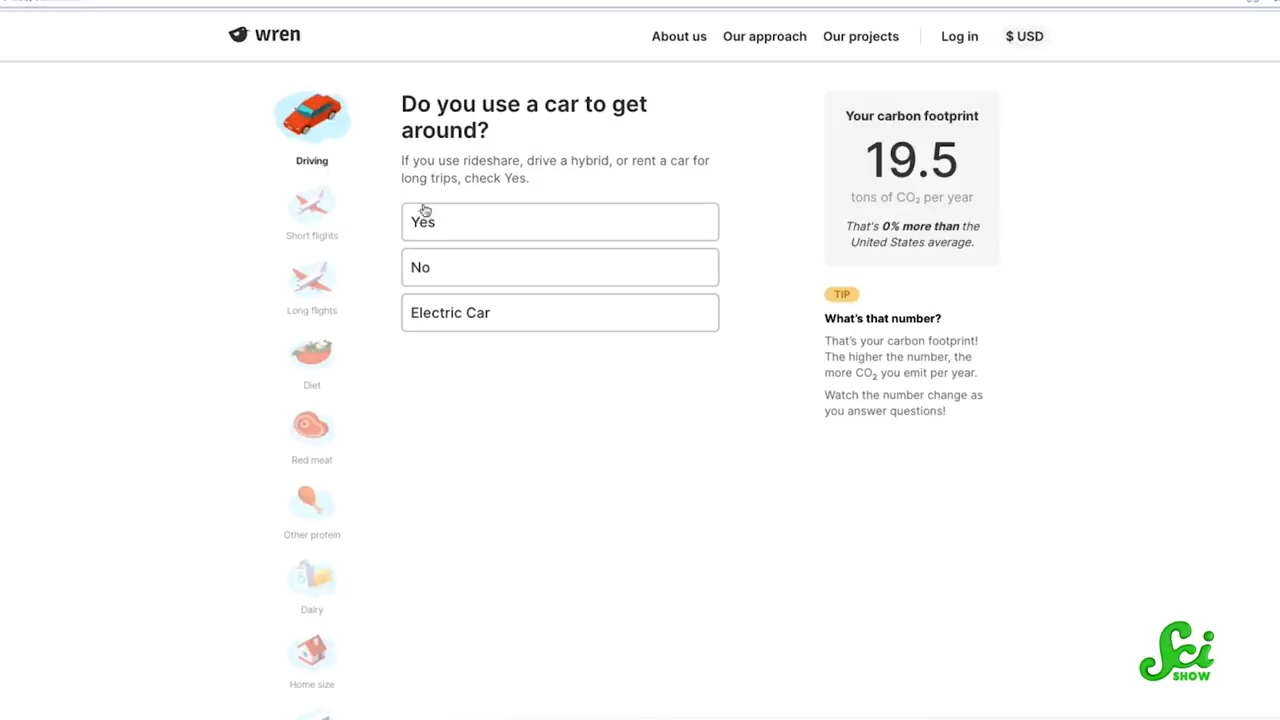 wren
About us
Our approach
Our projects
Log in
$ USD
Driving
Short flights
Long flights
Diet
Red meat
Other protein
Dairy
Home size
Do you use a car to get
around?
If you use rideshare, drive a hybrid, or rent a car for
long trips, check Yes.
Yes
No
Electric Car
Your carbon footprint
19.5
tons of CO₂ per year
That's 0% more than the
United States average.
TIP
What's that number?
That's your carbon footprint!
The higher the number, the
more CO₂ you emit per year.
Watch the number change as
you answer questions!
Sci
SHOW